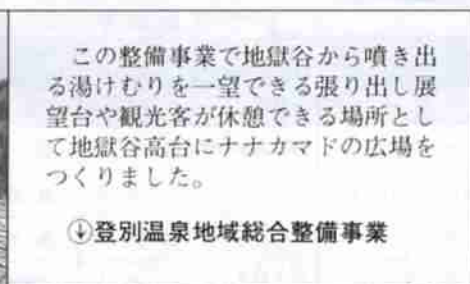 この整備事業で地獄谷から噴き出
る湯けむりを一望できる張り出し展
望台や観光客が休憩できる場所とし
て地獄谷高台にナナカマドの広場を
つくりました。
↓登別温泉地域総合整備事業